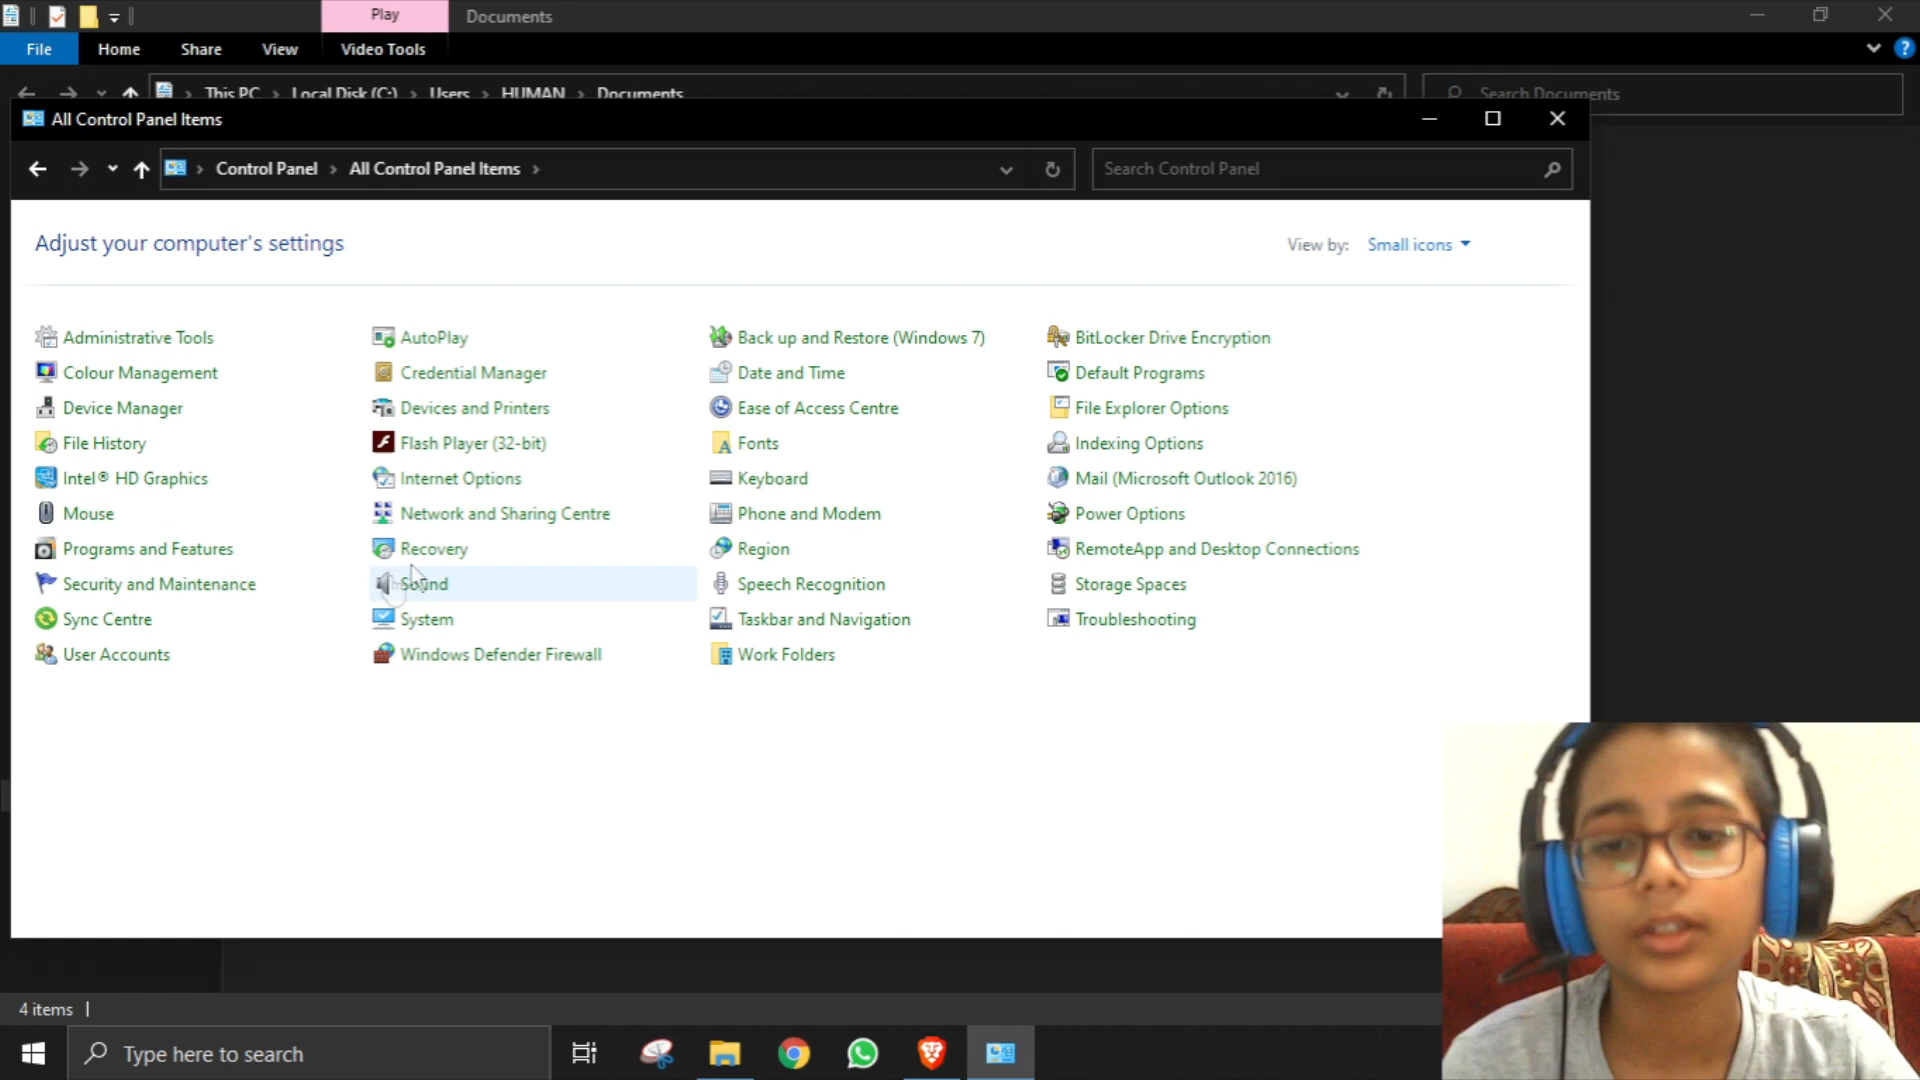 Play Documents
File Home Share View Video Tools
This PC Local Disk (C:) Users HUMAN Documents Search Documents
All Control Panel Items
Control Panel All Control Panel Items Search Control Panel
Adjust your computer's settings View by: Small icons
Administrative Tools AutoPlay Back up and Restore (Windows 7) BitLocker Drive Encryption
Colour Management Credential Manager Date and Time Default Programs
Device Manager Devices and Printers Ease of Access Centre File Explorer Options
File History Flash Player (32-bit) Fonts Indexing Options
Intel® HD Graphics Internet Options Keyboard Mail (Microsoft Outlook 2016)
Mouse Network and Sharing Centre Phone and Modem Power Options
Programs and Features Recovery Region RemoteApp and Desktop Connections
Security and Maintenance Sound Speech Recognition Storage Spaces
Sync Centre System Taskbar and Navigation Troubleshooting
User Accounts Windows Defender Firewall Work Folders
4 items
Type here to search